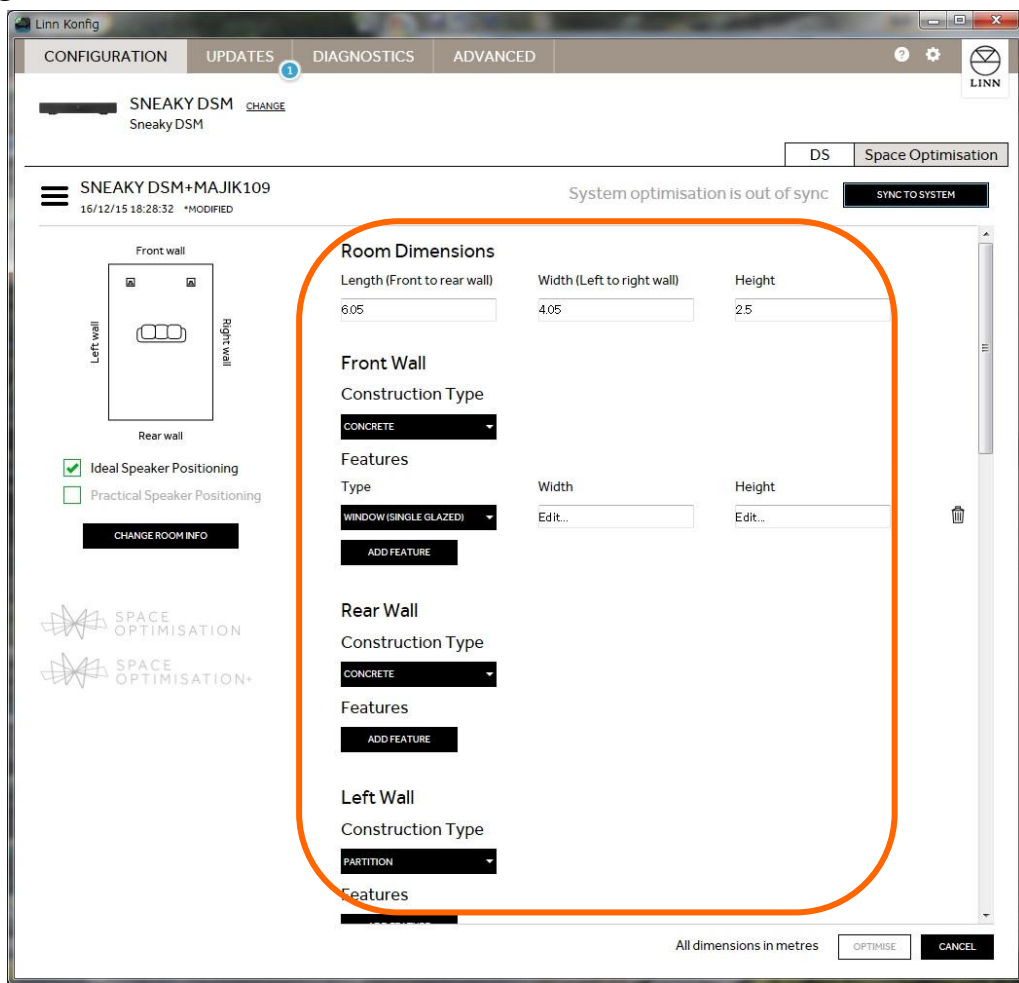 Linn Konfig
CONFIGURATION UPDATES 1 DIAGNOSTICS ADVANCED ?
LINN
SNEAKY DSM CHANGE
Sneaky DSM
DS Space Optimisation
SNEAKY DSM+MAJIK109
16/12/15 18:28:32 *MODIFIED
System optimisation is out of sync SYNC TO SYSTEM
Front wall
Left wall
Right wall
Rear wall
Ideal Speaker Positioning
Practical Speaker Positioning
CHANGE ROOM INFO
SPACE
OPTIMISATION
SPACE
OPTIMISATION+
Room Dimensions
Length (Front to rear wall) Width (Left to right wall) Height
6.05 4.05 2.5
Front Wall
Construction Type
CONCRETE
Features
Type Width Height
WINDOW (SINGLE GLAZED) Edit... Edit...
ADD FEATURE
Rear Wall
Construction Type
CONCRETE
Features
ADD FEATURE
Left Wall
Construction Type
PARTITION
Features
All dimensions in metres OPTIMISE CANCEL